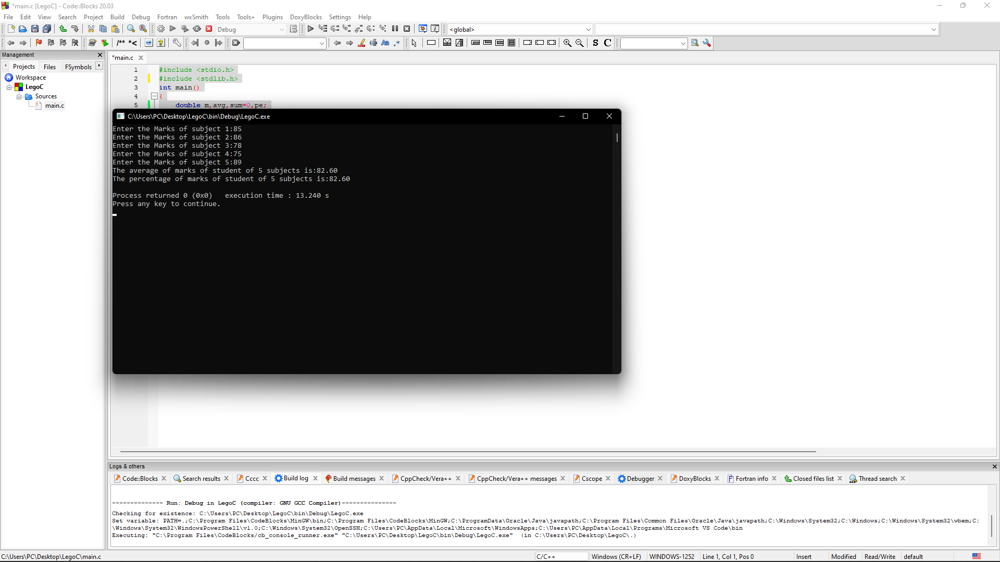 *main.c [LegoC] - Code::Blocks 20.03
File Edit View Search Project Build Debug Fortran wxSmith Tools Tools+ Plugins DoxyBlocks Settings Help
Debug <global>
/** *< Aa .* S C
Management
Projects Files FSymbols
Workspace
LegoC
Sources
main.c
*main.c
1 #include <stdio.h>
2 #include <stdlib.h>
3 int main()
4 {
5 double m,avg,sum=0,pe;
C:\Users\PC\Desktop\LegoC\bin\Debug\LegoC.exe
Enter the Marks of subject 1:85
Enter the Marks of subject 2:86
Enter the Marks of subject 3:78
Enter the Marks of subject 4:75
Enter the Marks of subject 5:89
The average of marks of student of 5 subjects is:82.60
The percentage of marks of student of 5 subjects is:82.60
Process returned 0 (0x0) execution time : 13.240 s
Press any key to continue.
Logs & others
Code::Blocks Search results Cccc Build log Build messages CppCheck/Vera++ CppCheck/Vera++ messages Cscope Debugger DoxyBlocks Fortran info Closed files list Thread search
-------------- Run: Debug in LegoC (compiler: GNU GCC Compiler)---------------
Checking for existence: C:\Users\PC\Desktop\LegoC\bin\Debug\LegoC.exe
Set variable: PATH=.;C:\Program Files\CodeBlocks\MinGW\bin;C:\Program Files\CodeBlocks\MinGW;C:\ProgramData\Oracle\Java\javapath;C:\Program Files\Common Files\Oracle\Java\javapath;C:\Windows\System32;C:\Windows;C:\Windows\System32\wbem;C:
\Windows\System32\WindowsPowerShell\v1.0;C:\Windows\System32\OpenSSH;C:\Users\PC\AppData\Local\Microsoft\WindowsApps;C:\Users\PC\AppData\Local\Programs\Microsoft VS Code\bin
Executing: "C:\Program Files\CodeBlocks/cb_console_runner.exe" "C:\Users\PC\Desktop\LegoC\bin\Debug\LegoC.exe" (in C:\Users\PC\Desktop\LegoC\.)
C:\Users\PC\Desktop\LegoC\main.c C/C++ Windows (CR+LF) WINDOWS-1252 Line 1, Col 1, Pos 0 Insert Modified Read/Write default